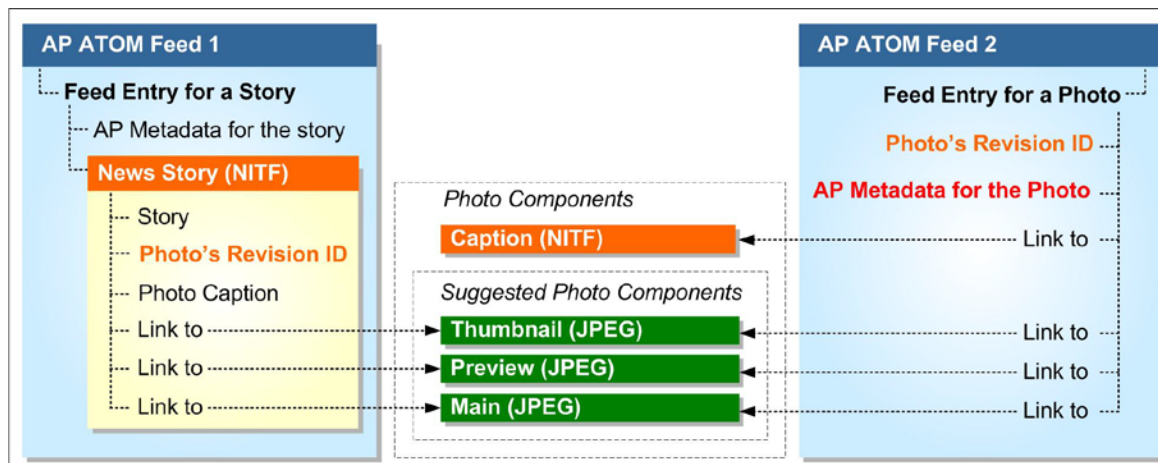 AP ATOM Feed 1
Feed Entry for a Story
AP Metadata for the story
News Story (NITF)
Story
Photo's Revision ID
Photo Caption
Link to
Link to
Link to
Photo Components
Caption (NITF)
Suggested Photo Components
Thumbnail (JPEG)
Preview (JPEG)
Main (JPEG)
AP ATOM Feed 2
Feed Entry for a Photo
Photo's Revision ID
AP Metadata for the Photo
Link to
Link to
Link to
Link to